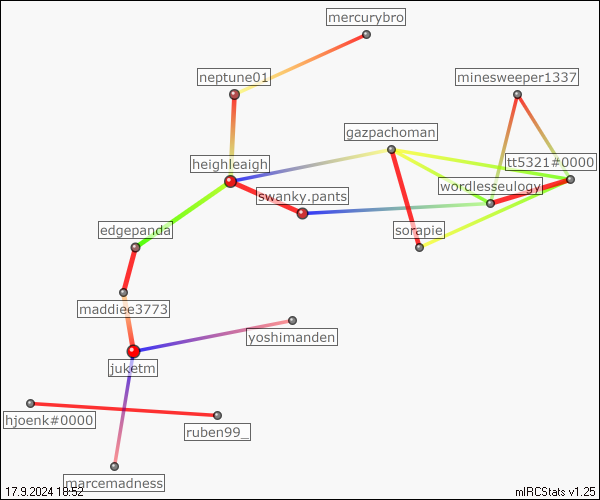 mercurybro
neptune01
minesweeper1337
gazpachoman
heighleaigh
tt5321#0000
wordlesseulogy
swanky.pants
edgepanda
sorapie
maddiee3773
yoshimanden
juketm
hjoenk#0000
ruben99_
marcemadness
17.9.2024 18:52
mIRCStats v1.25